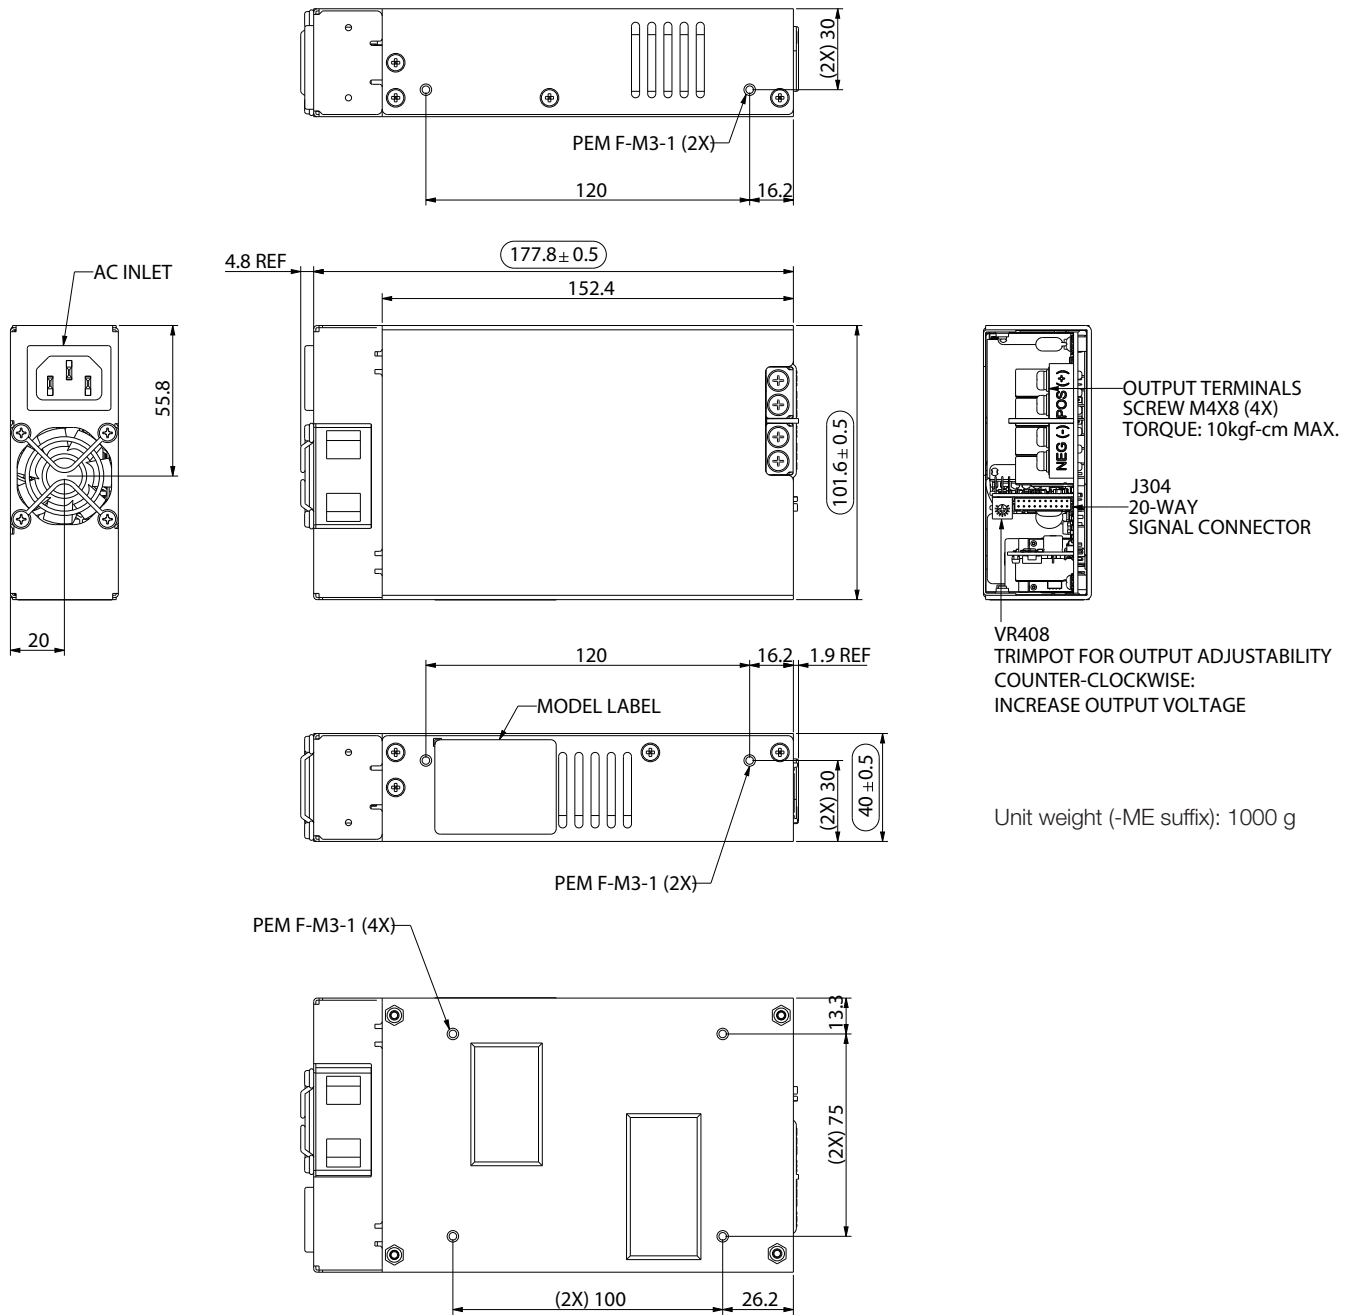 (2X) 30
PEM F-M3-1 (2X)
120
16.2
4.8 REF
177.8 ± 0.5
152.4
AC INLET
55.8
20
101.6 ± 0.5
POS (+)
NEG (-)
OUTPUT TERMINALS
SCREW M4X8 (4X)
TORQUE: 10kgf-cm MAX.
J304
20-WAY
SIGNAL CONNECTOR
VR408
TRIMPOT FOR OUTPUT ADJUSTABILITY
COUNTER-CLOCKWISE:
INCREASE OUTPUT VOLTAGE
120
16.2
1.9 REF
MODEL LABEL
(2X) 30
40 ± 0.5
PEM F-M3-1 (2X)
Unit weight (-ME suffix): 1000 g
PEM F-M3-1 (4X)
13.3
(2X) 75
(2X) 100
26.2